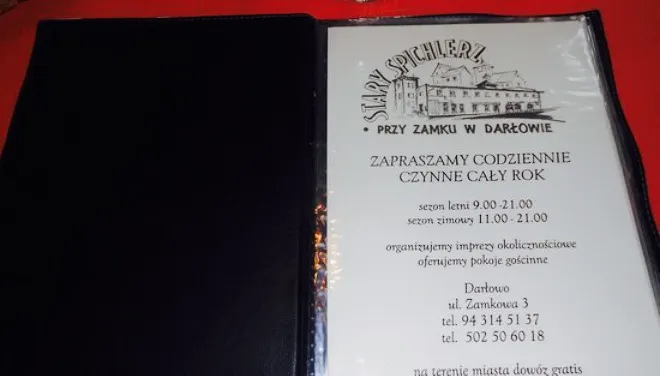 STARY SPICHLERZ
• PRZY ZAMKU W DARŁOWIE
ZAPRASZAMY CODZIENNIE
CZYNNE CAŁY ROK
sezon letni 9.00 -21.00
sezon zimowy 11.00 - 21.00
organizujemy imprezy okolicznościowe
oferujemy pokoje gościnne
Darłowo
ul. Zamkowa 3
tel. 94 314 51 37
tel. 502 50 60 18
na terenie miasta dowóz gratis